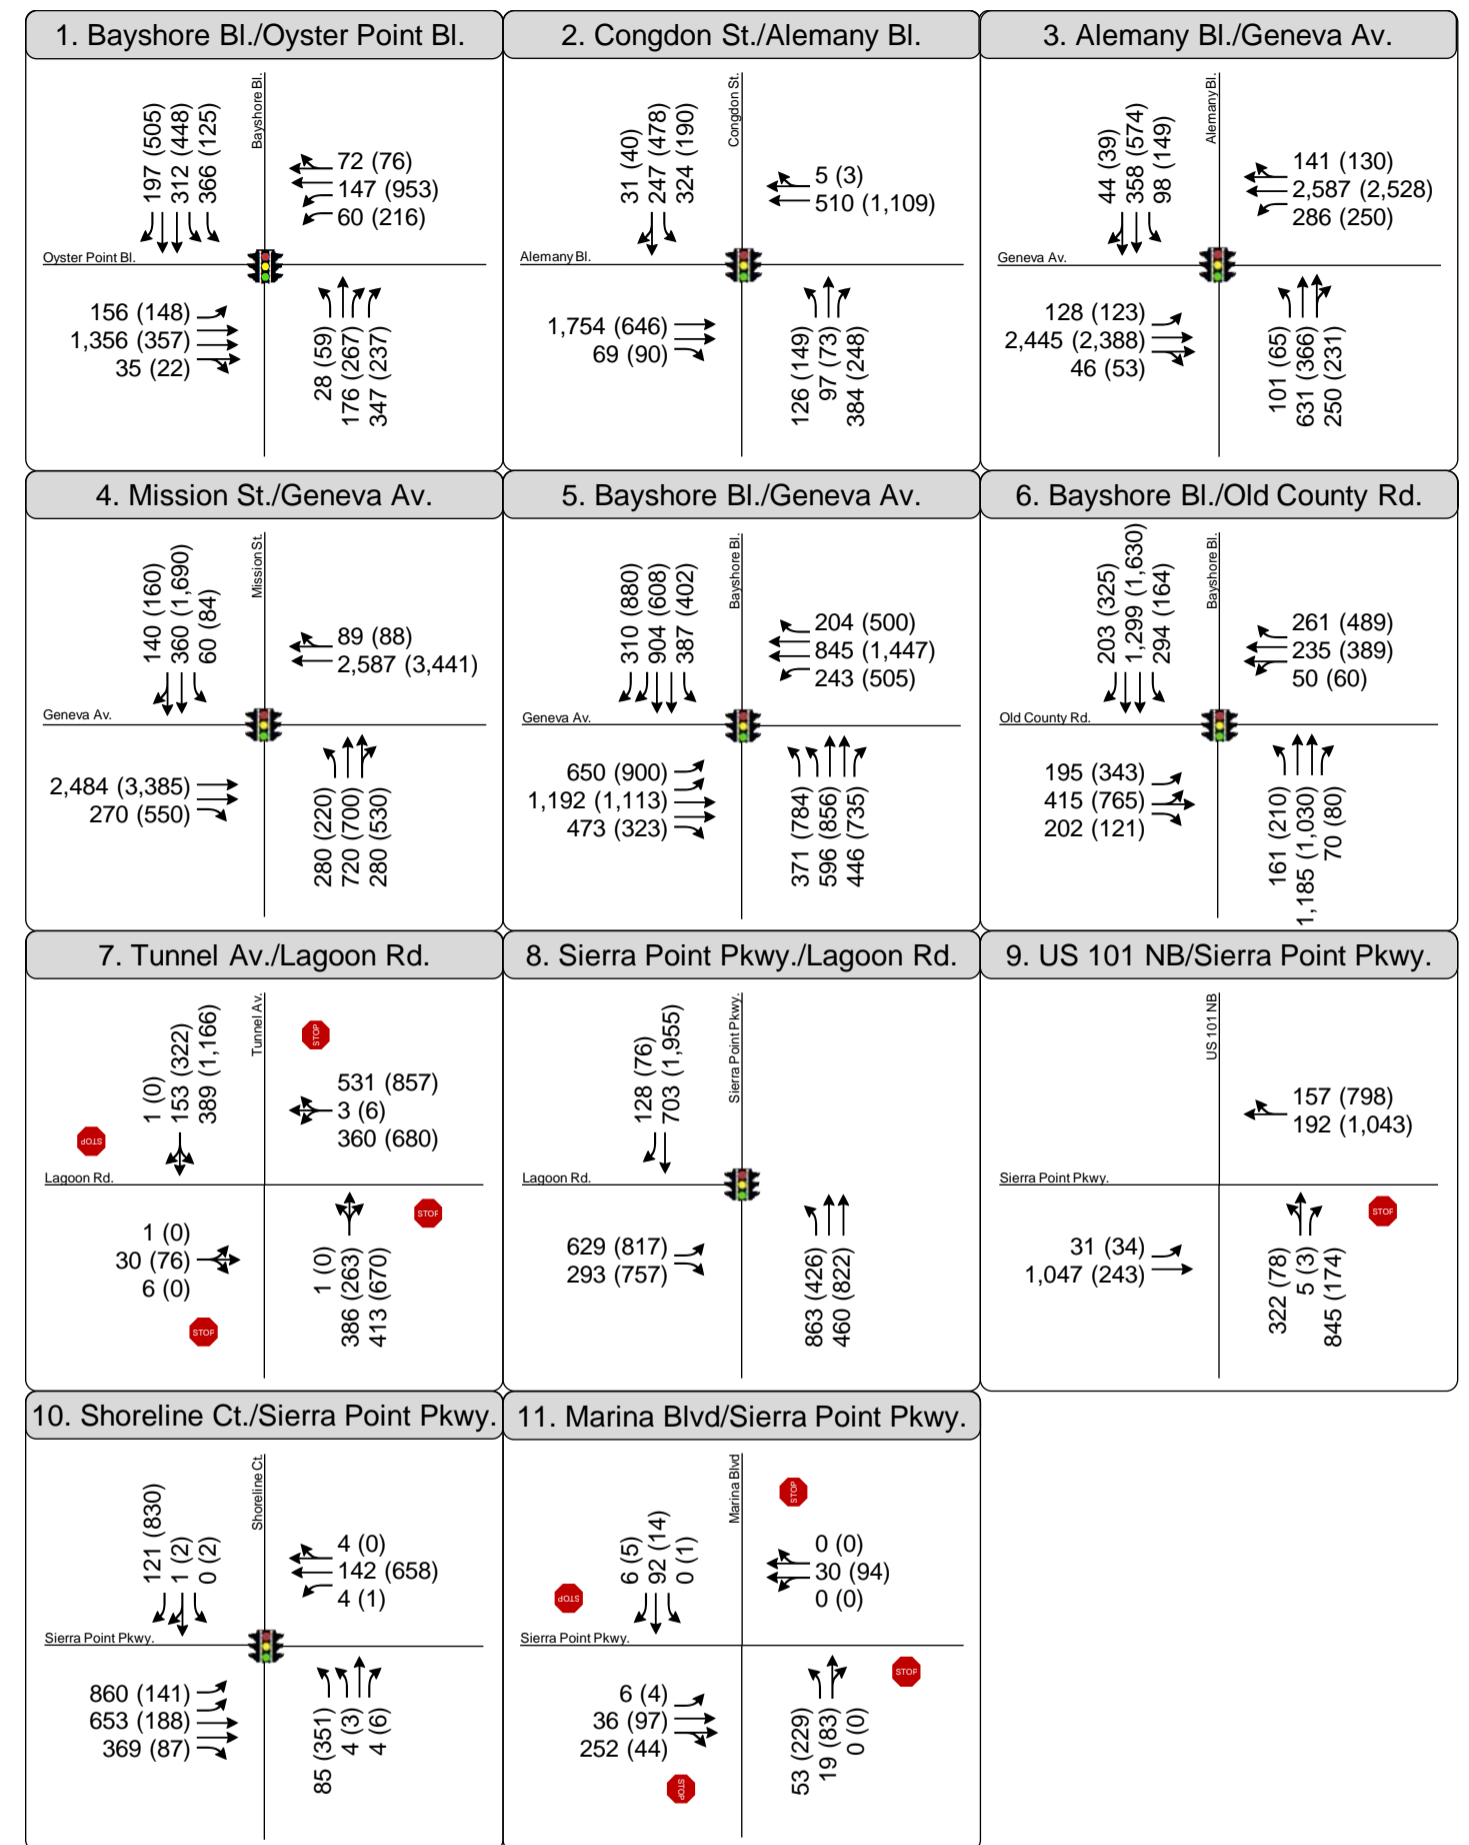 1. Bayshore Bl./Oyster Point Bl.
197 (505)
312 (448)
366 (125)
Bayshore Bl.
72 (76)
147 (953)
60 (216)
Oyster Point Bl.
156 (148)
1,356 (357)
35 (22)
28 (59)
176 (267)
347 (237)
2. Congdon St./Alemany Bl.
31 (40)
247 (478)
324 (190)
Congdon St.
5 (3)
510 (1,109)
Alemany Bl.
1,754 (646)
69 (90)
126 (149)
97 (73)
384 (248)
3. Alemany Bl./Geneva Av.
44 (39)
358 (574)
98 (149)
Alemany Bl.
141 (130)
2,587 (2,528)
286 (250)
Geneva Av.
128 (123)
2,445 (2,388)
46 (53)
101 (65)
631 (366)
250 (231)
4. Mission St./Geneva Av.
140 (160)
360 (1,690)
60 (84)
Mission St.
89 (88)
2,587 (3,441)
Geneva Av.
2,484 (3,385)
270 (550)
280 (220)
720 (700)
280 (530)
5. Bayshore Bl./Geneva Av.
310 (880)
904 (608)
387 (402)
Bayshore Bl.
204 (500)
845 (1,447)
243 (505)
Geneva Av.
650 (900)
1,192 (1,113)
473 (323)
371 (784)
596 (856)
446 (735)
6. Bayshore Bl./Old County Rd.
203 (325)
1,299 (1,630)
294 (164)
Bayshore Bl.
261 (489)
235 (389)
50 (60)
Old County Rd.
195 (343)
415 (765)
202 (121)
161 (210)
1,185 (1,030)
70 (80)
7. Tunnel Av./Lagoon Rd.
1 (0)
153 (322)
389 (1,166)
Tunnel Av.
STOP
531 (857)
3 (6)
360 (680)
STOP
Lagoon Rd.
STOP
1 (0)
30 (76)
6 (0)
STOP
1 (0)
386 (263)
413 (670)
8. Sierra Point Pkwy./Lagoon Rd.
128 (76)
703 (1,955)
Sierra Point Pkwy.
Lagoon Rd.
629 (817)
293 (757)
863 (426)
460 (822)
9. US 101 NB/Sierra Point Pkwy.
US 101 NB
157 (798)
192 (1,043)
Sierra Point Pkwy.
STOP
31 (34)
1,047 (243)
322 (78)
5 (3)
845 (174)
10. Shoreline Ct./Sierra Point Pkwy.
121 (830)
1 (2)
0 (2)
Shoreline Ct.
4 (0)
142 (658)
4 (1)
Sierra Point Pkwy.
860 (141)
653 (188)
369 (87)
85 (351)
4 (3)
4 (6)
11. Marina Blvd/Sierra Point Pkwy.
6 (5)
92 (14)
0 (1)
Marina Blvd
STOP
0 (0)
30 (94)
0 (0)
STOP
Sierra Point Pkwy.
STOP
6 (4)
36 (97)
252 (44)
STOP
53 (229)
19 (83)
0 (0)